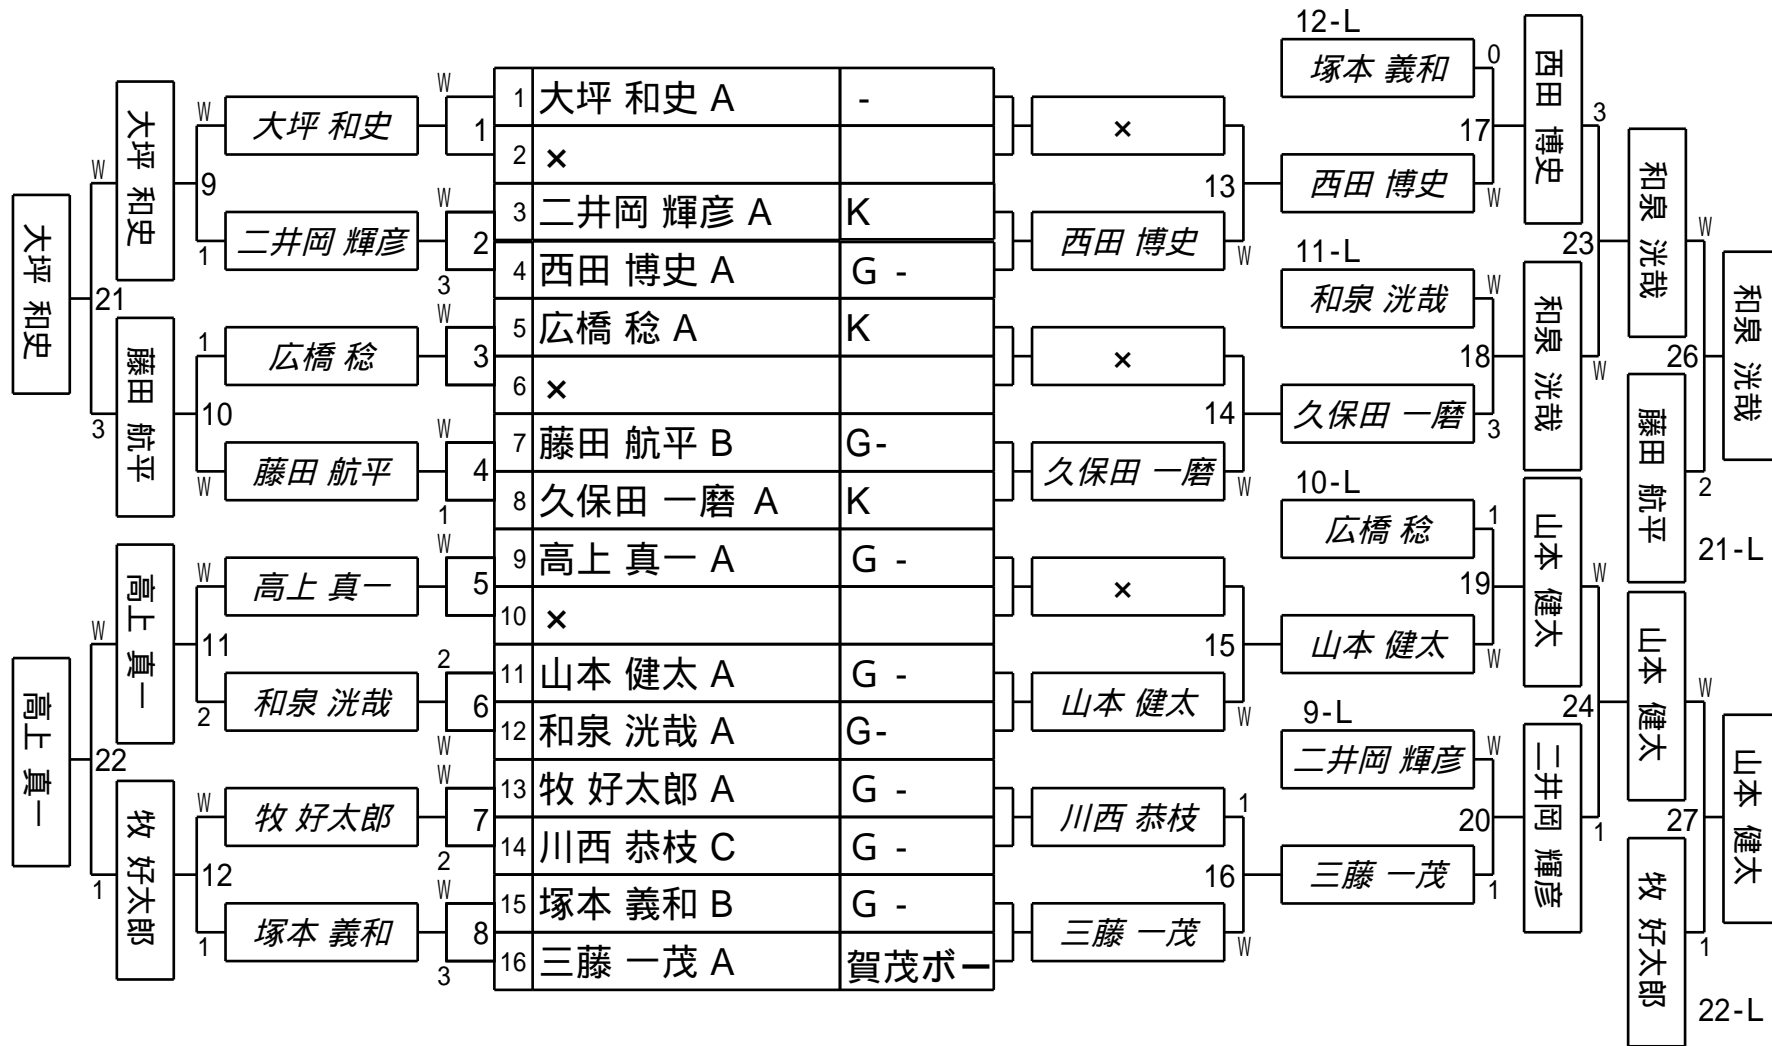 大坪 和史
高上 真一
W
3
21
W
1
22
大坪 和史
藤田 航平
高上 真一
牧 好太郎
W
9
1
1
10
W
W
11
2
W
12
1
大坪 和史
二井岡 輝彦
広橋 稔
藤田 航平
高上 真一
和泉 洸哉
牧 好太郎
塚本 義和
W
1
W
2
3
W
3
W
4
1
W
5
2
6
W
W
7
2
W
8
3
1 大坪 和史 A -
2 ×
3 二井岡 輝彦 A K
4 西田 博史 A G -
5 広橋 稔 A K
6 ×
7 藤田 航平 B G-
8 久保田 一磨 A K
9 高上 真一 A G -
10 ×
11 山本 健太 A G -
12 和泉 洸哉 A G-
13 牧 好太郎 A G -
14 川西 恭枝 C G -
15 塚本 義和 B G -
16 三藤 一茂 A 賀茂ボー
×
西田 博史
×
久保田 一磨
×
山本 健太
川西 恭枝
三藤 一茂
13
W
14
W
15
W
1
16
W
12-L
塚本 義和
西田 博史
11-L
和泉 洸哉
久保田 一磨
10-L
広橋 稔
山本 健太
9-L
二井岡 輝彦
三藤 一茂
0
17
W
W
18
3
1
19
W
W
20
1
西田 博史
和泉 洸哉
山本 健太
二井岡 輝彦
3
23
W
W
24
1
和泉 洸哉
藤田 航平
21-L
山本 健太
牧 好太郎
22-L
W
26
2
W
27
1
和泉 洸哉
山本 健太